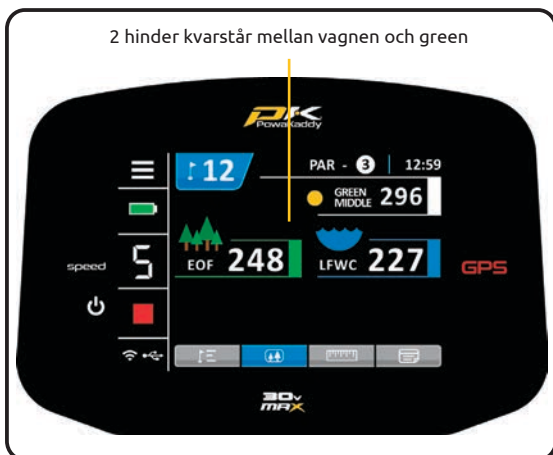 2 hinder kvarstår mellan vagnen och green
PK
PowaKaddy
12
PAR - 3 12:59
GREEN
MIDDLE 296
EOF 248
LFWC 227
speed 5
GPS
30V
MAX